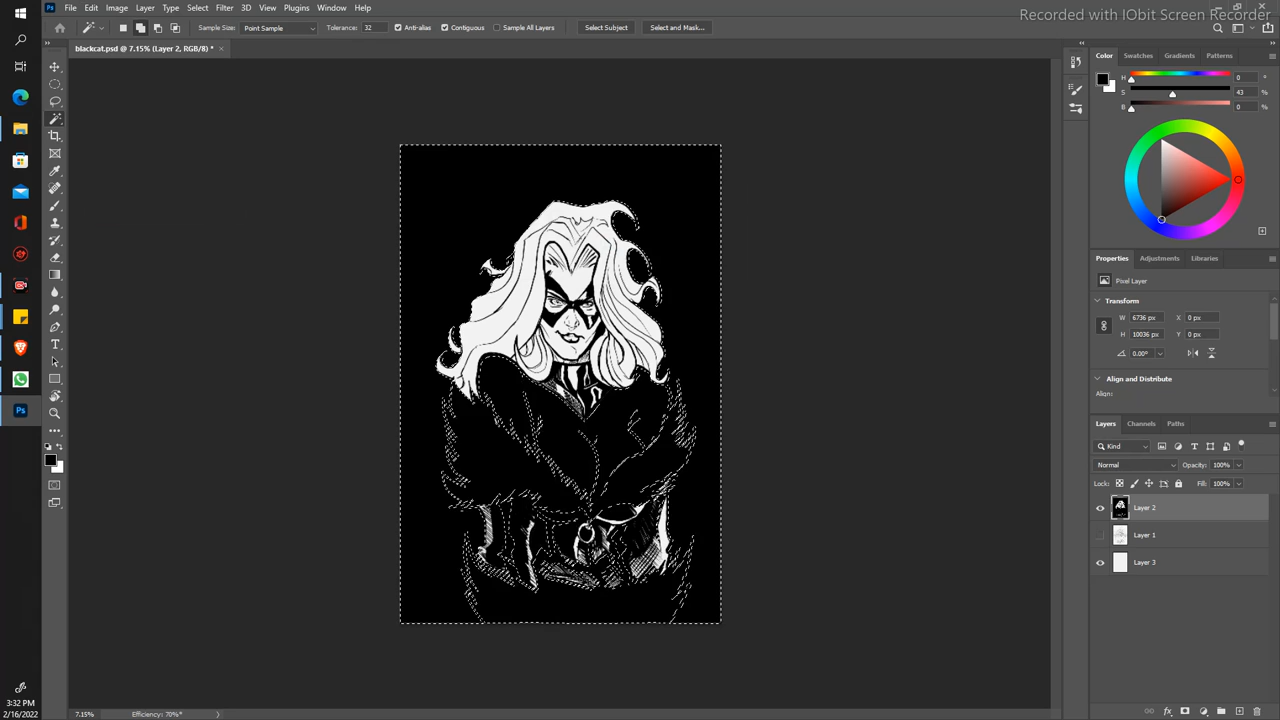 Recorded with IObit Screen Recorder
File Edit Image Layer Type Select Filter 3D View Plugins Window Help
Sample Size: Point Sample Tolerance: 32 Anti-alias Contiguous Sample All Layers Select Subject Select and Mask...
blackcat.psd @ 7.15% (Layer 2, RGB/8) *
Color Swatches Gradients Patterns
H 0 °
S 43 %
B 0 %
Properties Adjustments Libraries
Pixel Layer
Transform
W 6736 px X 0 px
H 10036 px Y 0 px
0.00°
Align and Distribute
Align:
Layers Channels Paths
Kind
Normal Opacity: 100%
Lock: Fill: 100%
Layer 2
Layer 1
Layer 3
3:32 PM
2/16/2022
7.15% Efficiency: 70%*